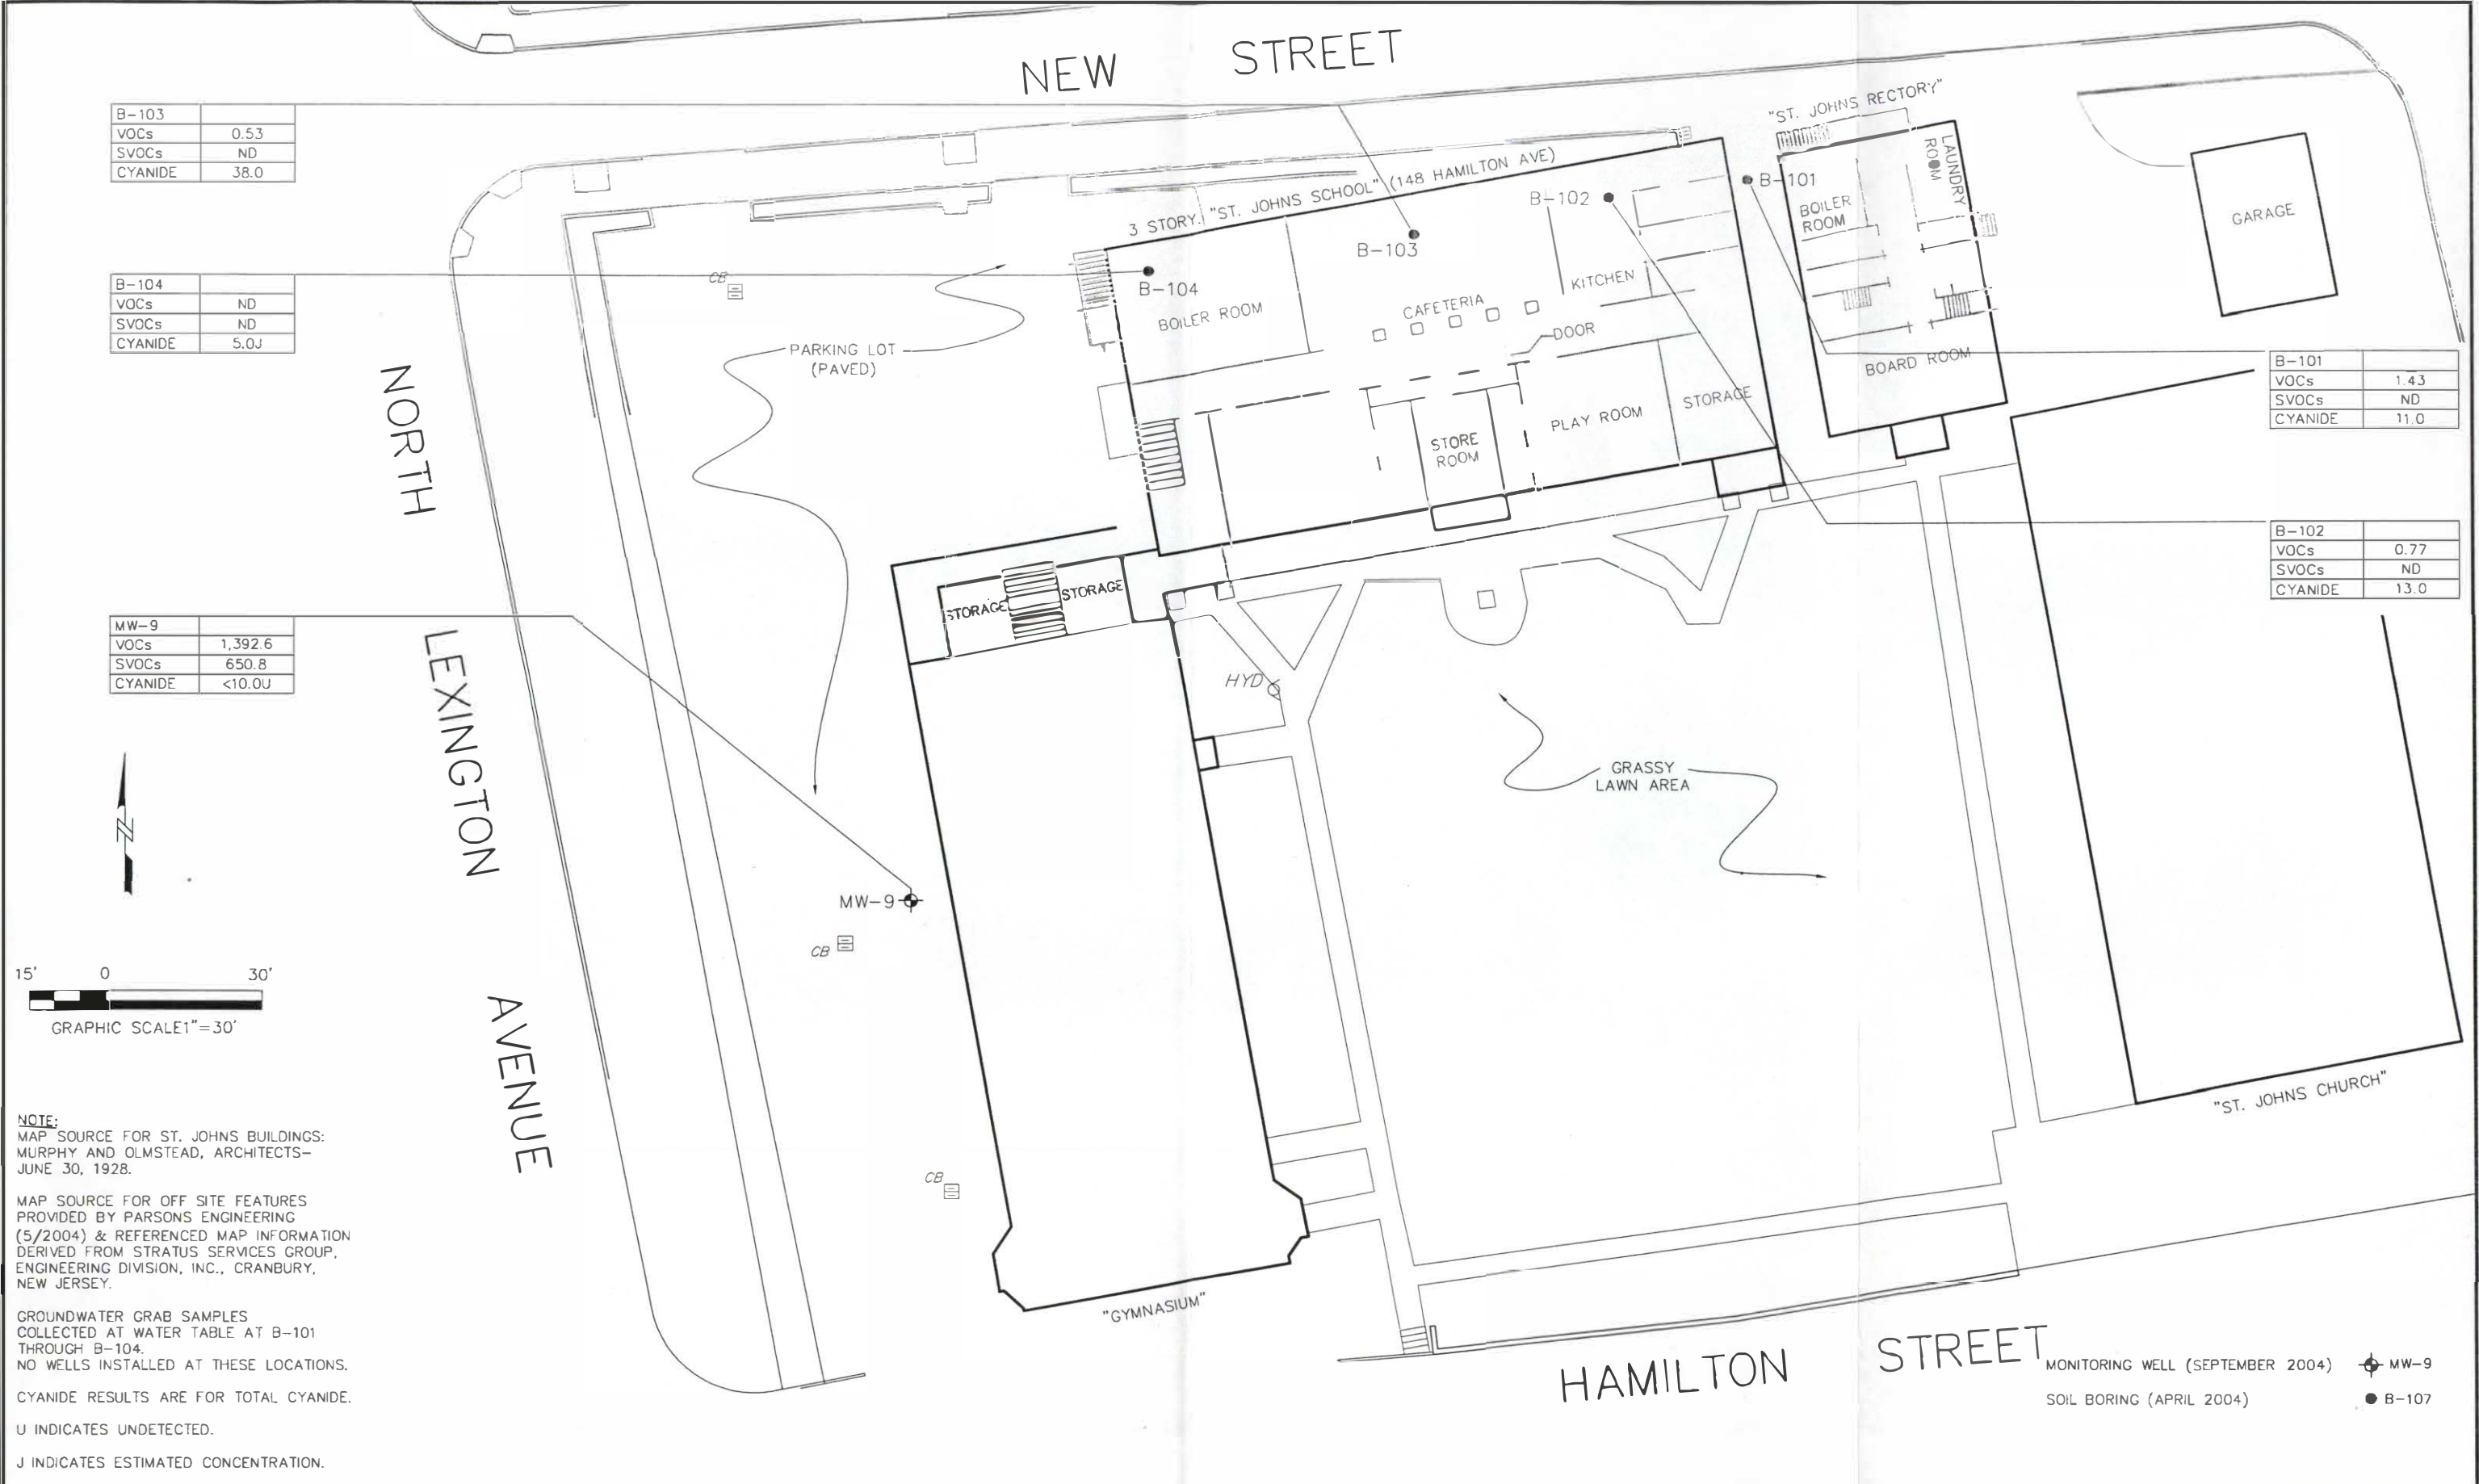 NEW STREET
B-103
VOCs 0.53
SVOCs ND
CYANIDE 38.0
"ST. JOHNS RECTORY"
LAUNDRY
ROOM
3 STORY. "ST. JOHNS SCHOOL" (148 HAMILTON AVE)
B-102
B-101
BOILER
ROOM
GARAGE
B-103
B-104
VOCs ND
SVOCs ND
CYANIDE 5.0J
CB
B-104
BOILER ROOM
CAFETERIA
KITCHEN
DOOR
PARKING LOT
(PAVED)
BOARD ROOM
B-101
VOCs 1.43
SVOCs ND
CYANIDE 11.0
NORTH
STORE
ROOM
PLAY ROOM
STORAGE
B-102
VOCs 0.77
SVOCs ND
CYANIDE 13.0
STORAGE
STORAGE
MW-9
VOCs 1,392.6
SVOCs 650.8
CYANIDE <10.0U
LEXINGTON
HYD
GRASSY
LAWN AREA
N
MW-9
CB
15' 0 30'
GRAPHIC SCALE1"=30'
AVENUE
CB
"GYMNASIUM"
"ST. JOHNS CHURCH"
NOTE:
MAP SOURCE FOR ST. JOHNS BUILDINGS:
MURPHY AND OLMSTEAD, ARCHITECTS-
JUNE 30, 1928.
MAP SOURCE FOR OFF SITE FEATURES
PROVIDED BY PARSONS ENGINEERING
(5/2004) & REFERENCED MAP INFORMATION
DERIVED FROM STRATUS SERVICES GROUP,
ENGINEERING DIVISION, INC., CRANBURY,
NEW JERSEY.
GROUNDWATER GRAB SAMPLES
COLLECTED AT WATER TABLE AT B-101
THROUGH B-104.
NO WELLS INSTALLED AT THESE LOCATIONS.
CYANIDE RESULTS ARE FOR TOTAL CYANIDE.
U INDICATES UNDETECTED.
J INDICATES ESTIMATED CONCENTRATION.
HAMILTON STREET
MONITORING WELL (SEPTEMBER 2004) MW-9
SOIL BORING (APRIL 2004) B-107